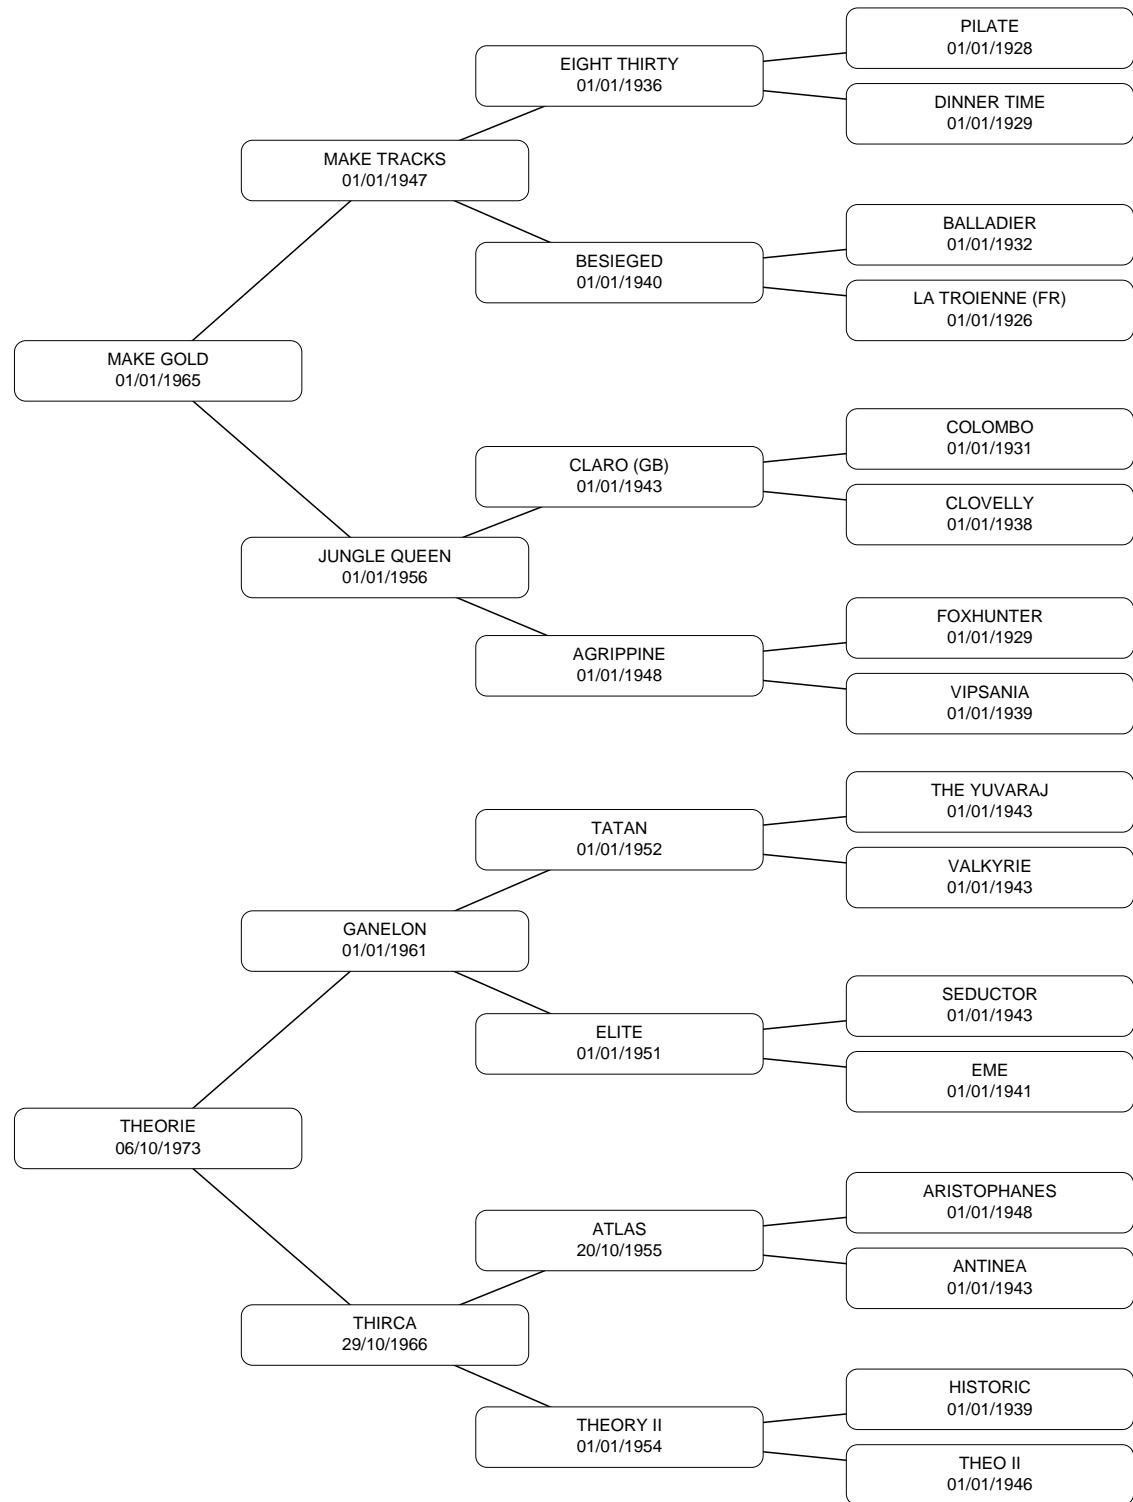 PILATE
01/01/1928
EIGHT THIRTY
01/01/1936
DINNER TIME
01/01/1929
MAKE TRACKS
01/01/1947
BALLADIER
01/01/1932
BESIEGED
01/01/1940
LA TROIENNE (FR)
01/01/1926
MAKE GOLD
01/01/1965
COLOMBO
01/01/1931
CLARO (GB)
01/01/1943
CLOVELLY
01/01/1938
JUNGLE QUEEN
01/01/1956
FOXHUNTER
01/01/1929
AGRIPPINE
01/01/1948
VIPSANIA
01/01/1939
THE YUVARAJ
01/01/1943
TATAN
01/01/1952
VALKYRIE
01/01/1943
GANELON
01/01/1961
SEDUCTOR
01/01/1943
ELITE
01/01/1951
EME
01/01/1941
THEORIE
06/10/1973
ARISTOPHANES
01/01/1948
ATLAS
20/10/1955
ANTINEA
01/01/1943
THIRCA
29/10/1966
HISTORIC
01/01/1939
THEORY II
01/01/1954
THEO II
01/01/1946